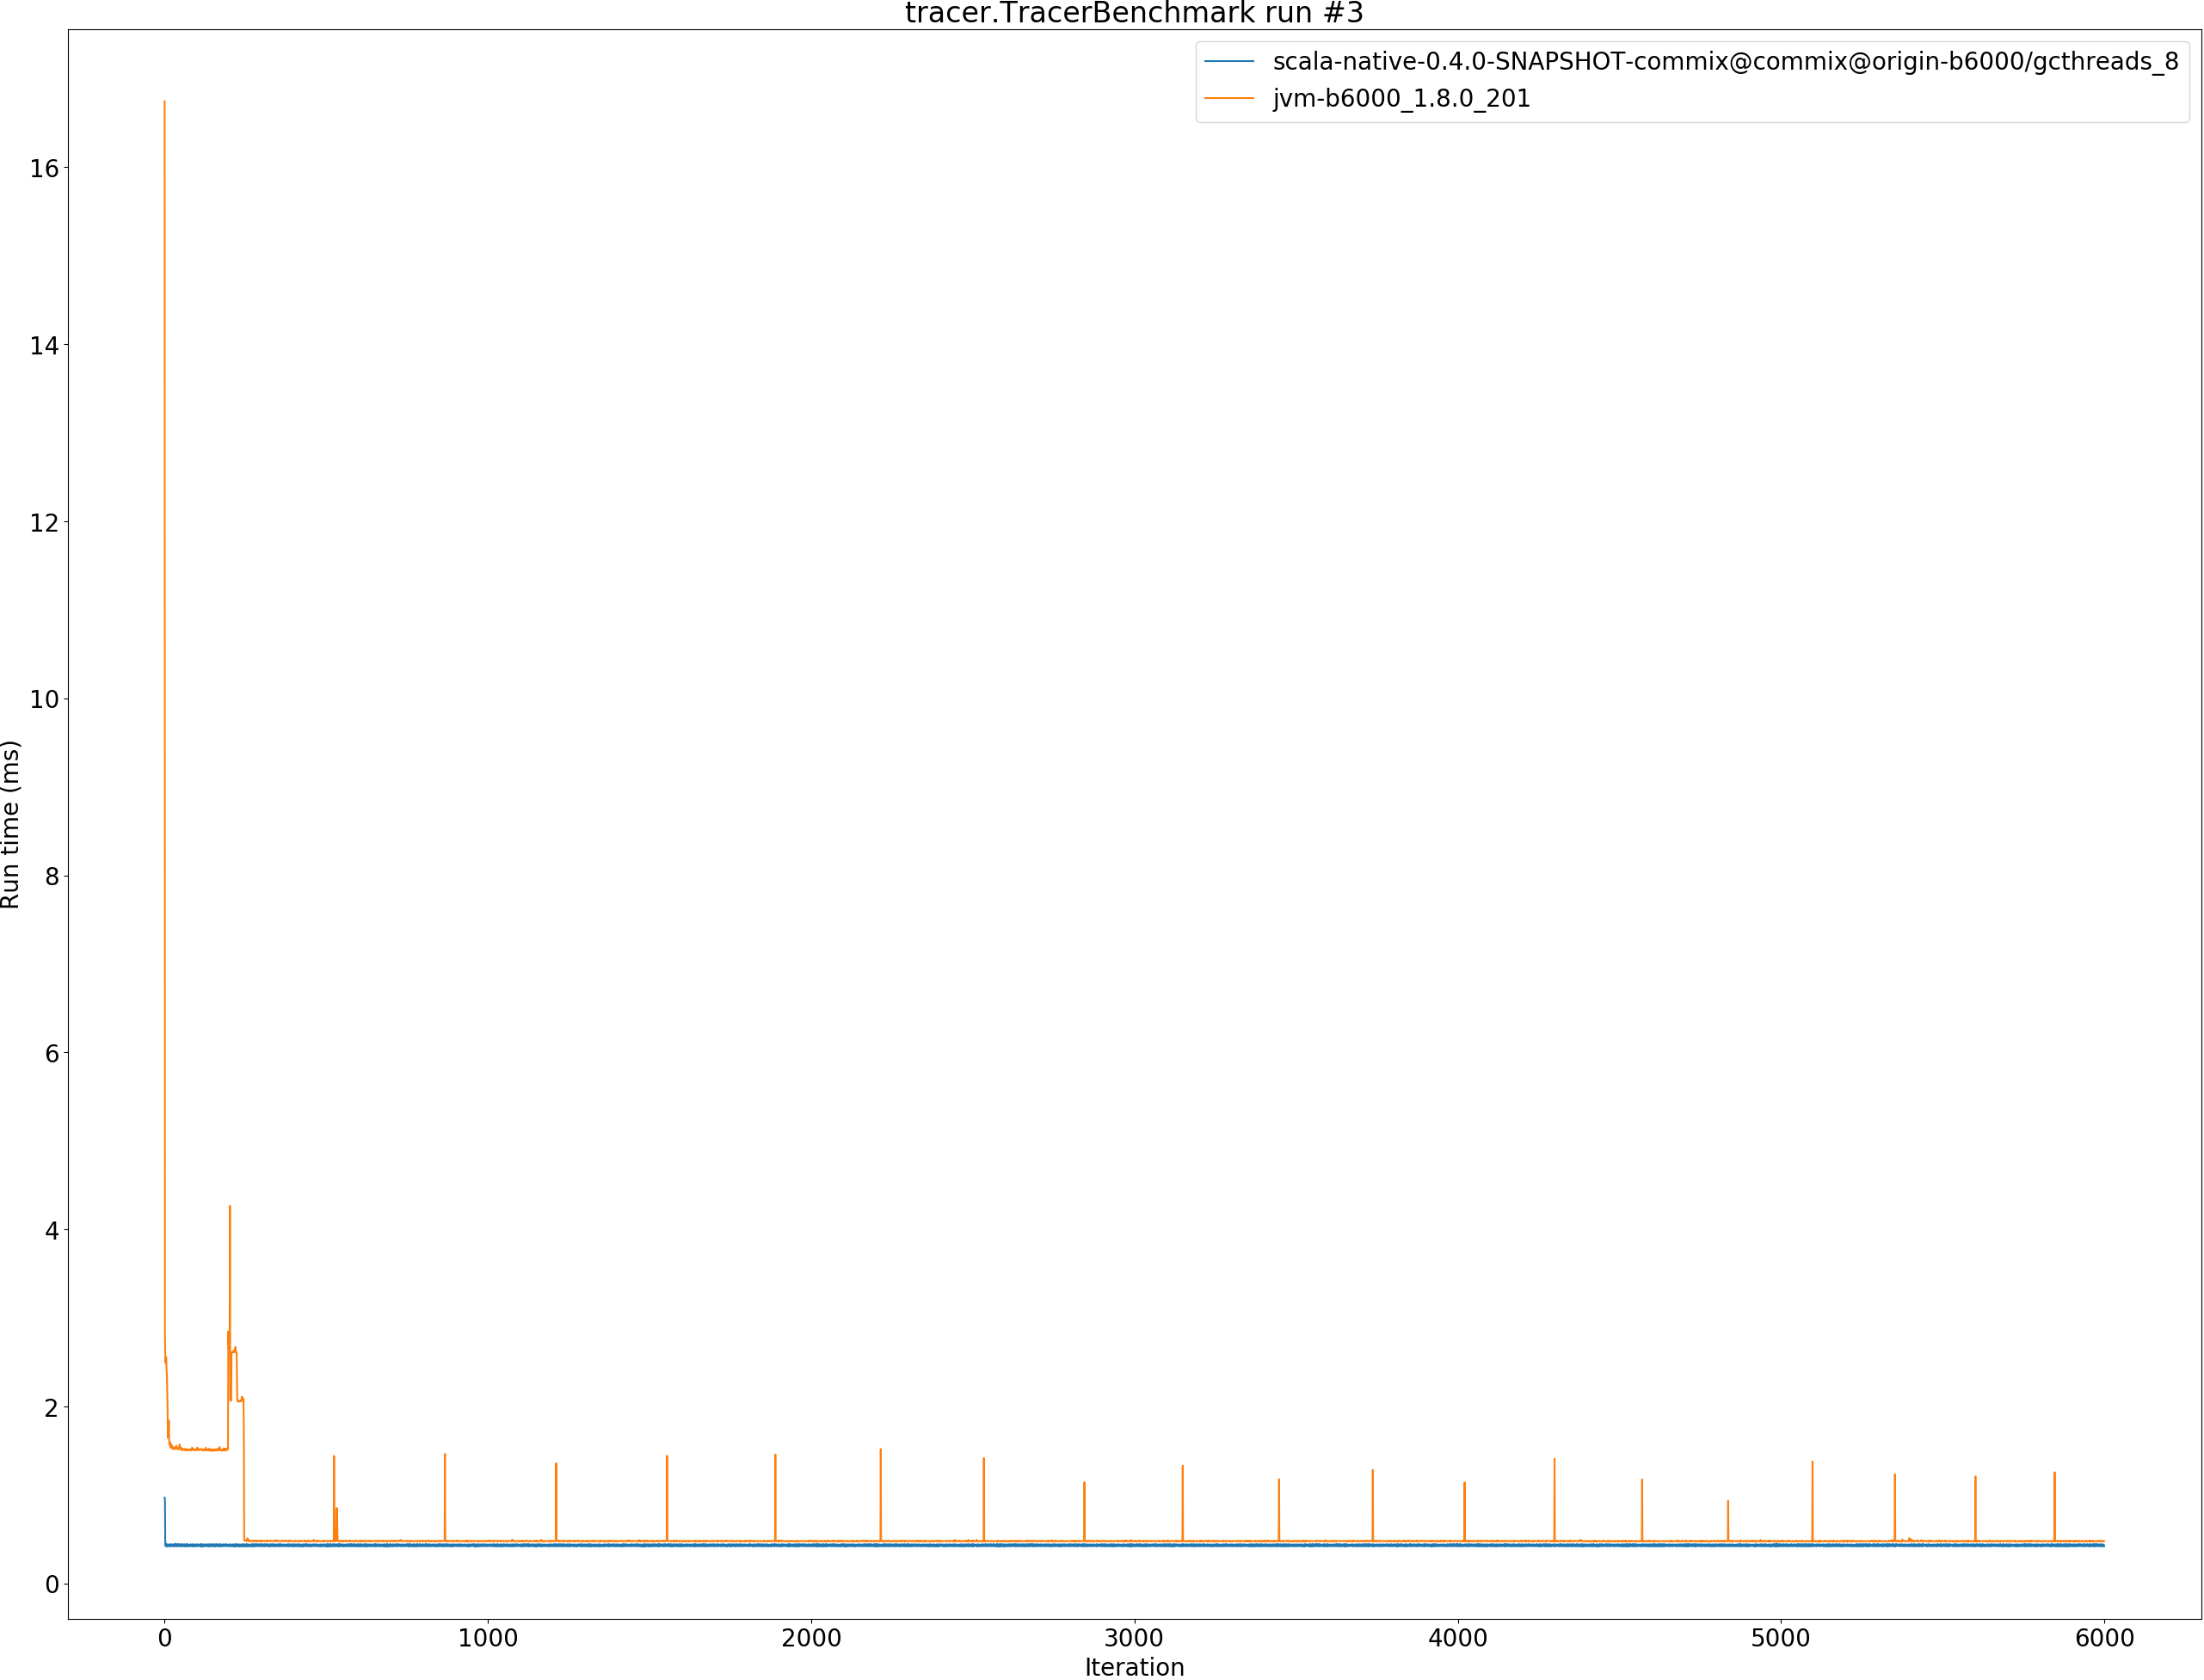 tracer.TracerBenchmark run #3
scala-native-0.4.0-SNAPSHOT-commix@commix@origin-b6000/gcthreads_8
jvm-b6000_1.8.0_201
Run time (ms)
16
14
12
10
8
6
4
2
0
0 1000 2000 3000 4000 5000 6000
Iteration